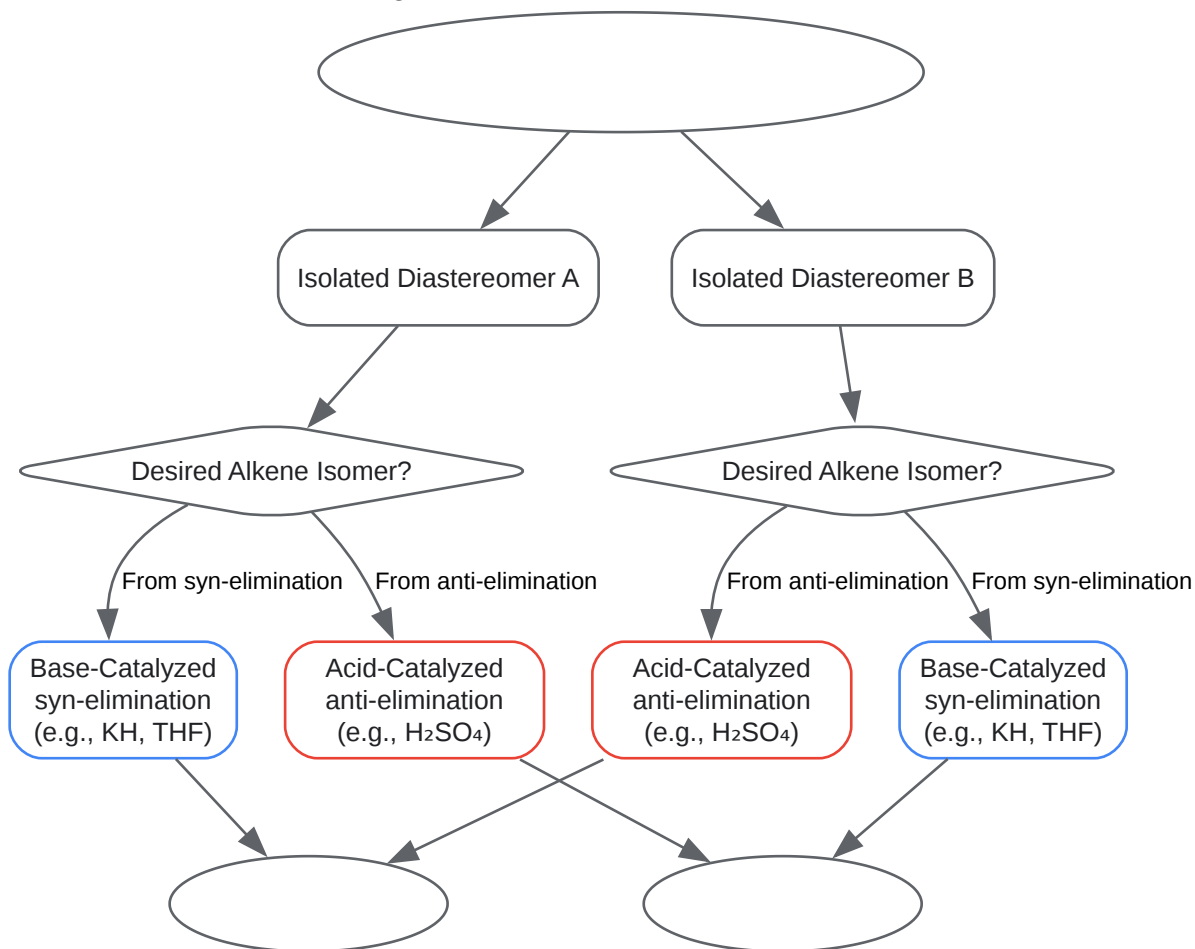 Isolated Diastereomer A
Isolated Diastereomer B
Desired Alkene Isomer?
Desired Alkene Isomer?
From syn-elimination
From anti-elimination
From anti-elimination
From syn-elimination
Base-Catalyzed
syn-elimination
(e.g., KH, THF)
Acid-Catalyzed
anti-elimination
(e.g., H₂SO₄)
Acid-Catalyzed
anti-elimination
(e.g., H₂SO₄)
Base-Catalyzed
syn-elimination
(e.g., KH, THF)